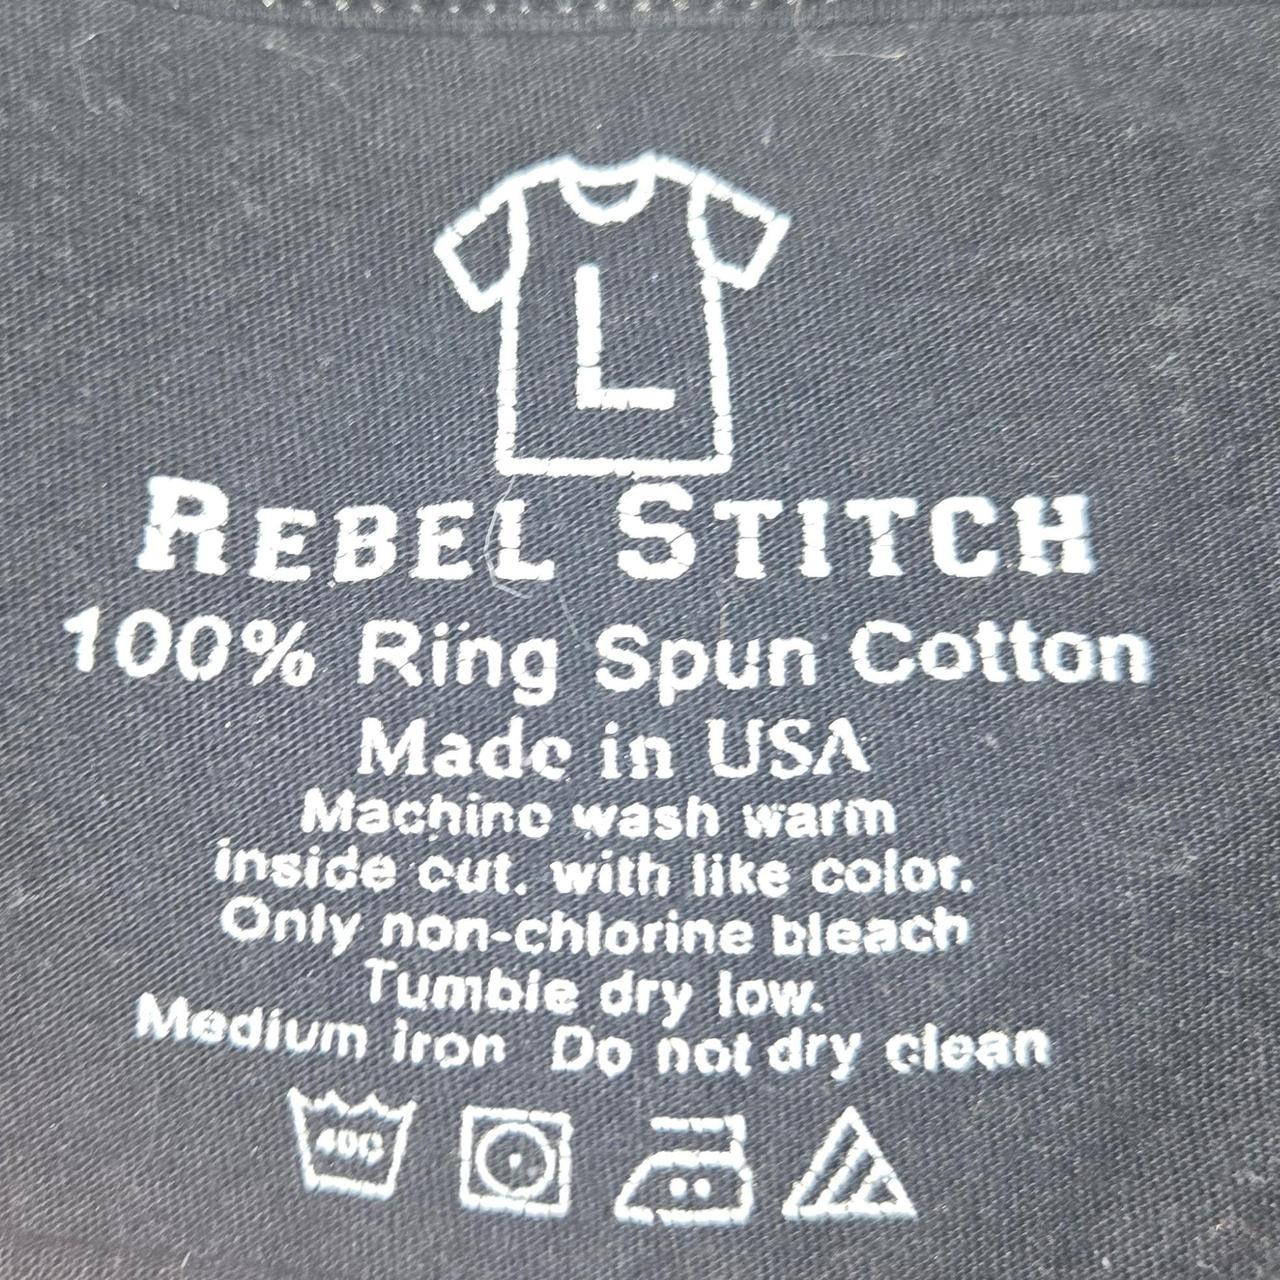 L
REBEL STITCH
100% Ring Spun Cotton
Made in USA
Machine wash warm
inside out. with like color.
Only non-chlorine bleach
Tumble dry low.
Medium iron Do not dry clean
40C